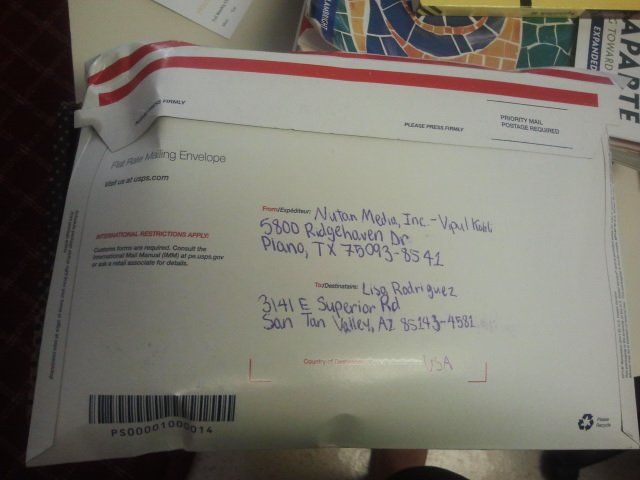 CAMBRIDGE
APARTE
G TOWARD
EXPANDED
PRESS FIRMLY
PLEASE PRESS FIRMLY
PRIORITY MAIL
POSTAGE REQUIRED
Flat Rate Mailing Envelope
Visit us at usps.com
INTERNATIONAL RESTRICTIONS APPLY:
Customs forms are required. Consult the
International Mail Manual (IMM) at pe.usps.gov
or ask a retail associate for details.
From/Expéditeur: Nutan Media, Inc. - Vipul Kohli
5800 Ridgehaven Dr
Plano, TX 75093-8541
To/Destinataire: Lisa Rodriguez
3141 E Superior Rd
San Tan Valley, AZ 85143-4581
Country of USA
PS00001000014
Please
Recycle